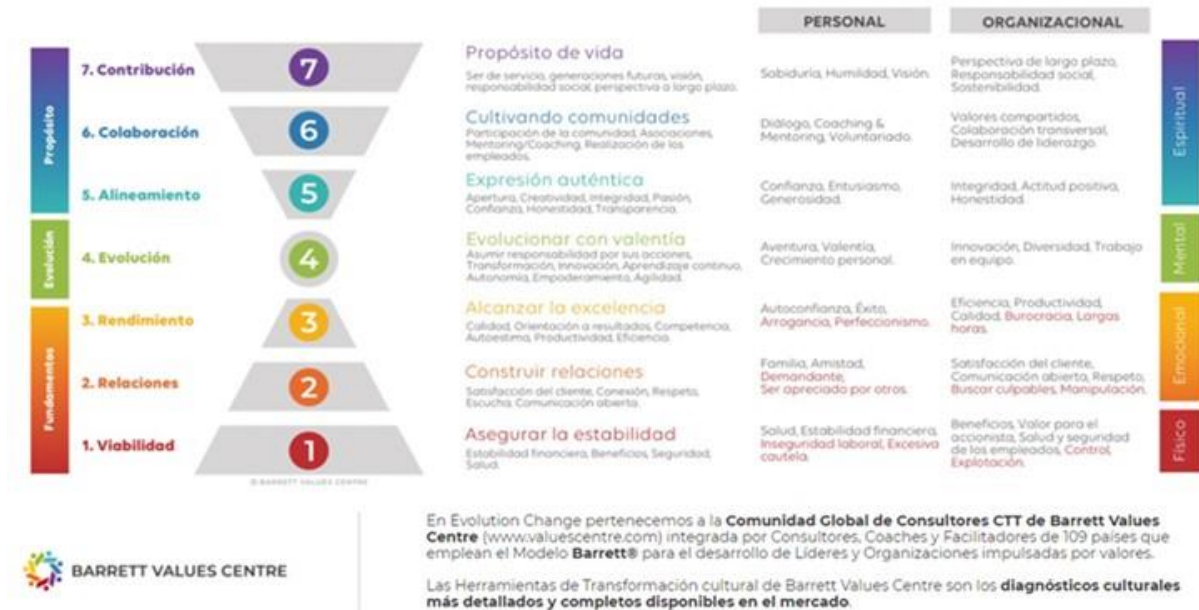 PERSONAL
ORGANIZACIONAL
Propósito
7. Contribución
7
Propósito de vida
Ser de servicio, generaciones futuras, visión,
responsabilidad social, perspectiva a largo plazo.
Sabiduría, Humildad, Visión.
Perspectiva de largo plazo,
Responsabilidad social,
Sostenibilidad.
Espiritual
6. Colaboración
6
Cultivando comunidades
Participación de la comunidad, Asociaciones,
Mentoring/Coaching, Realización de los
empleados.
Diálogo, Coaching &
Mentoring, Voluntariado.
Valores compartidos,
Colaboración transversal,
Desarrollo de liderazgo.
5. Alineamiento
5
Expresión auténtica
Apertura, Creatividad, Integridad, Pasión,
Confianza, Honestidad, Transparencia.
Confianza, Entusiasmo,
Generosidad.
Integridad, Actitud positiva,
Honestidad.
Evolución
4. Evolución
4
Evolucionar con valentía
Asumir responsabilidad por sus acciones,
Transformación, Innovación, Aprendizaje continuo,
Autonomía, Empoderamiento, Agilidad.
Aventura, Valentía,
Crecimiento personal.
Innovación, Diversidad, Trabajo
en equipo.
Mental
Fundamentos
3. Rendimiento
3
Alcanzar la excelencia
Calidad, Orientación a resultados, Competencia,
Autoestima, Productividad, Eficiencia.
Autoconfianza, Éxito,
Arrogancia, Perfeccionismo.
Eficiencia, Productividad,
Calidad, Burocracia, Largas
horas.
Emocional
2. Relaciones
2
Construir relaciones
Satisfacción del cliente, Conexión, Respeto,
Escucha, Comunicación abierta.
Familia, Amistad,
Demandante,
Ser apreciado por otros.
Satisfacción del cliente,
Comunicación abierta, Respeto,
Buscar culpables, Manipulación.
1. Viabilidad
1
Asegurar la estabilidad
Estabilidad financiera, Beneficios, Seguridad,
Salud.
Salud, Estabilidad financiera,
Inseguridad laboral, Excesiva
cautela.
Beneficios, Valor para el
accionista, Salud y seguridad
de los empleados, Control,
Explotación.
Físico
© BARRETT VALUES CENTRE
BARRETT VALUES CENTRE
En Evolution Change pertenecemos a la Comunidad Global de Consultores CTT de Barrett Values
Centre (www.valuescentre.com) integrada por Consultores, Coaches y Facilitadores de 109 países que
emplean el Modelo Barrett® para el desarrollo de Líderes y Organizaciones impulsadas por valores.
Las Herramientas de Transformación cultural de Barrett Values Centre son los diagnósticos culturales
más detallados y completos disponibles en el mercado.